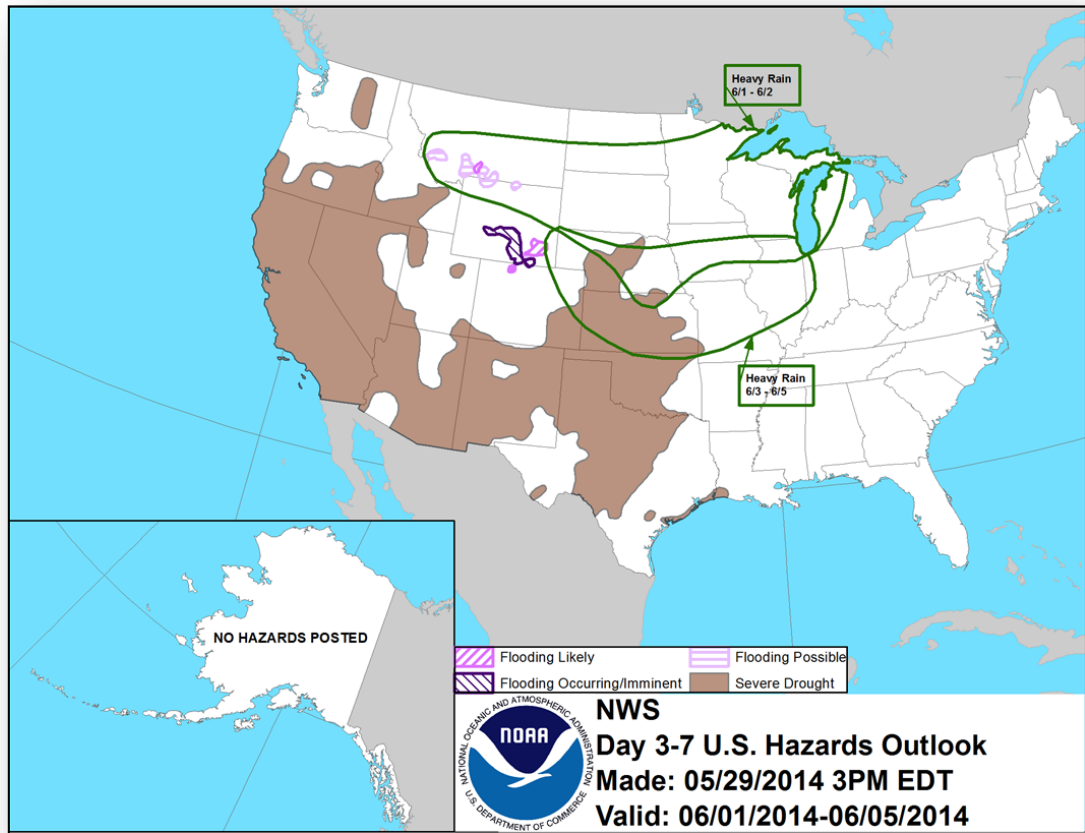 Heavy Rain
6/1 - 6/2
Heavy Rain
6/3 - 6/5
NO HAZARDS POSTED
Flooding Likely
Flooding Possible
Flooding Occurring/Imminent
Severe Drought
NATIONAL OCEANIC AND ATMOSPHERIC ADMINISTRATION
NOAA
U.S. DEPARTMENT OF COMMERCE
NWS
Day 3-7 U.S. Hazards Outlook
Made: 05/29/2014 3PM EDT
Valid: 06/01/2014-06/05/2014